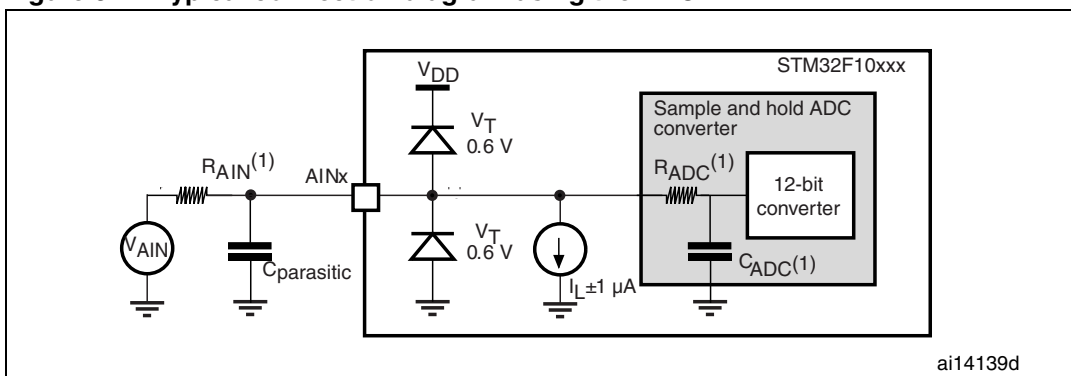 STM32F10xxx
VDD
Sample and hold ADC
converter
VT
0.6 V
RAIN(1)
AINx
RADC(1)
12-bit
converter
VAIN
Cparasitic
VT
0.6 V
IL±1 µA
CADC(1)
ai14139d